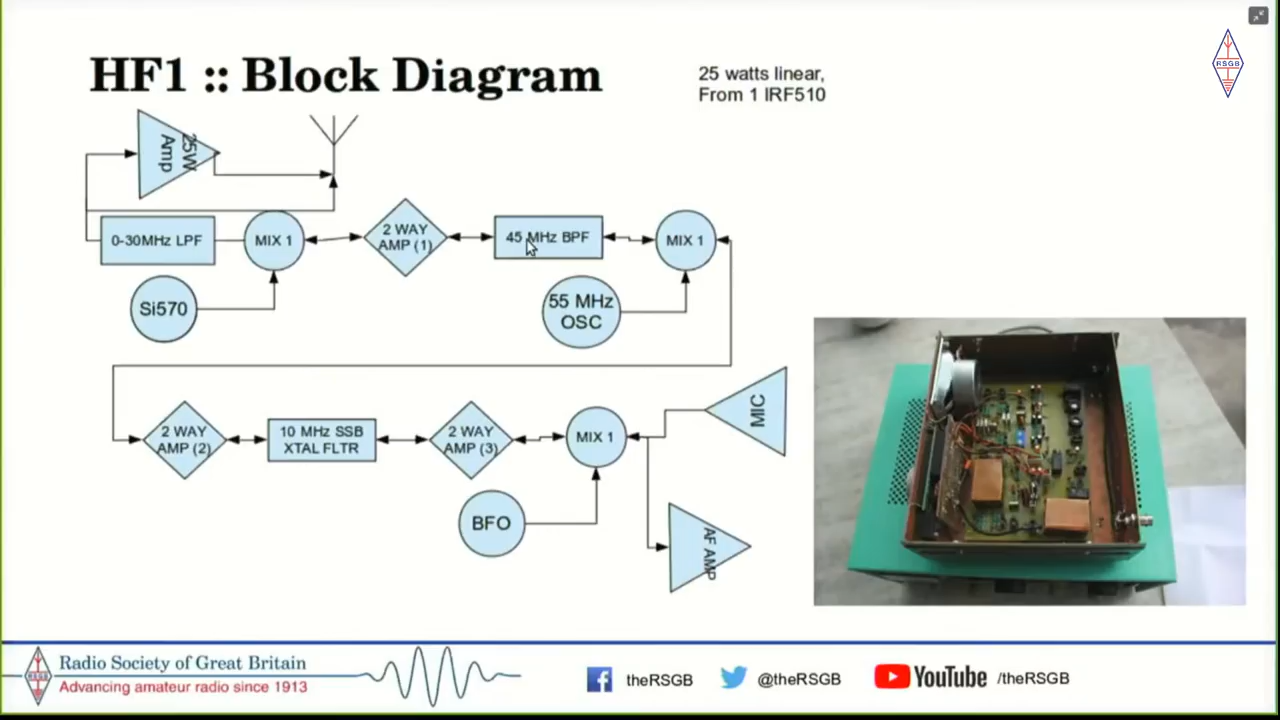 HF1 :: Block Diagram
25 watts linear,
From 1 IRF510
RSGB
25W
Amp
0-30MHz LPF
MIX 1
2 WAY
AMP (1)
45 MHz BPF
MIX 1
Si570
55 MHz
OSC
2 WAY
AMP (2)
10 MHz SSB
XTAL FLTR
2 WAY
AMP (3)
MIX 1
MIC
BFO
AF AMP
RSGB
Radio Society of Great Britain
Advancing amateur radio since 1913
theRSGB
@theRSGB
YouTube /theRSGB